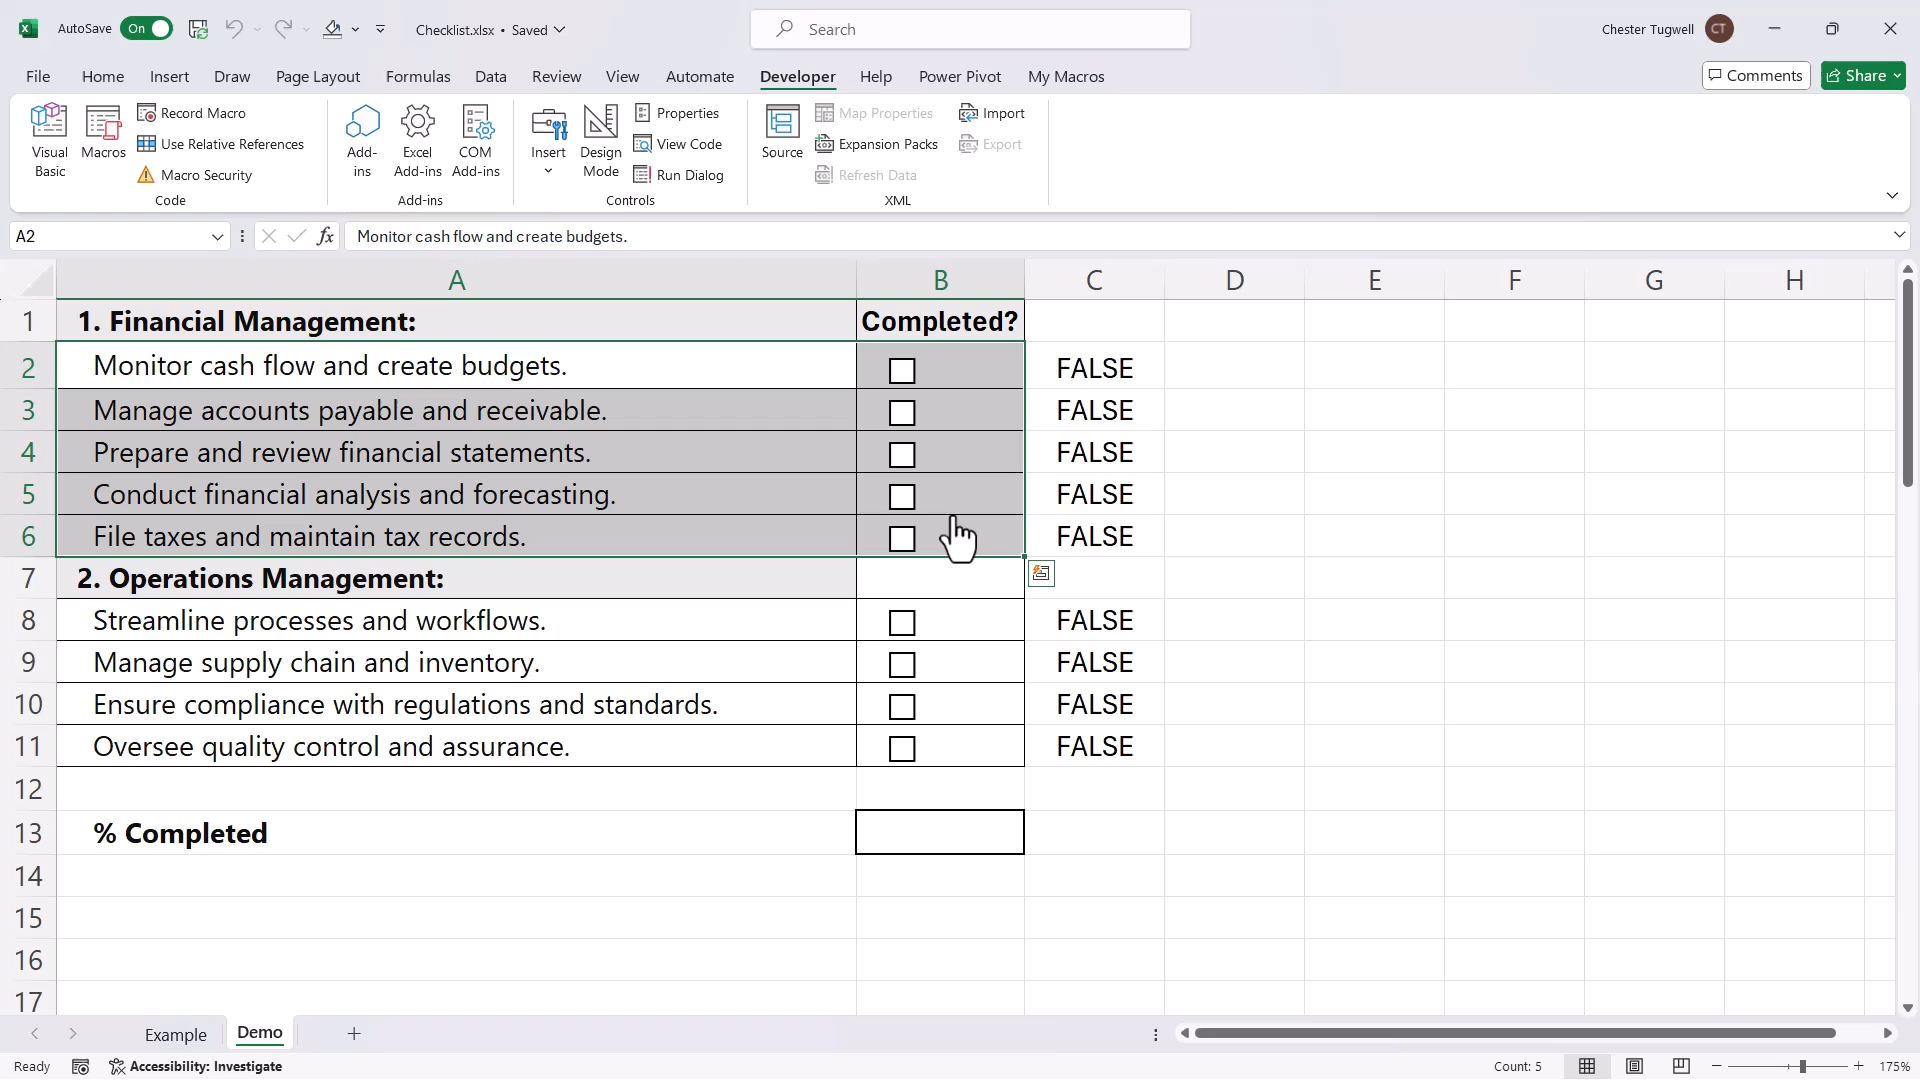 AutoSave On Checklist.xlsx • Saved Search Chester Tugwell CT
File Home Insert Draw Page Layout Formulas Data Review View Automate Developer Help Power Pivot My Macros Comments Share
Visual Basic
Macros
Record Macro
Use Relative References
Macro Security
Code
Add-ins
Excel Add-ins
COM Add-ins
Add-ins
Insert
Design Mode
Properties
View Code
Run Dialog
Controls
Source
Map Properties
Expansion Packs
Refresh Data
Import
Export
XML
A2 fx Monitor cash flow and create budgets.
A B C D E F G H
1 1. Financial Management: Completed?
2 Monitor cash flow and create budgets. FALSE
3 Manage accounts payable and receivable. FALSE
4 Prepare and review financial statements. FALSE
5 Conduct financial analysis and forecasting. FALSE
6 File taxes and maintain tax records. FALSE
7 2. Operations Management:
8 Streamline processes and workflows. FALSE
9 Manage supply chain and inventory. FALSE
10 Ensure compliance with regulations and standards. FALSE
11 Oversee quality control and assurance. FALSE
12
13 % Completed
14
15
16
17
Example Demo
Ready Accessibility: Investigate Count: 5 175%